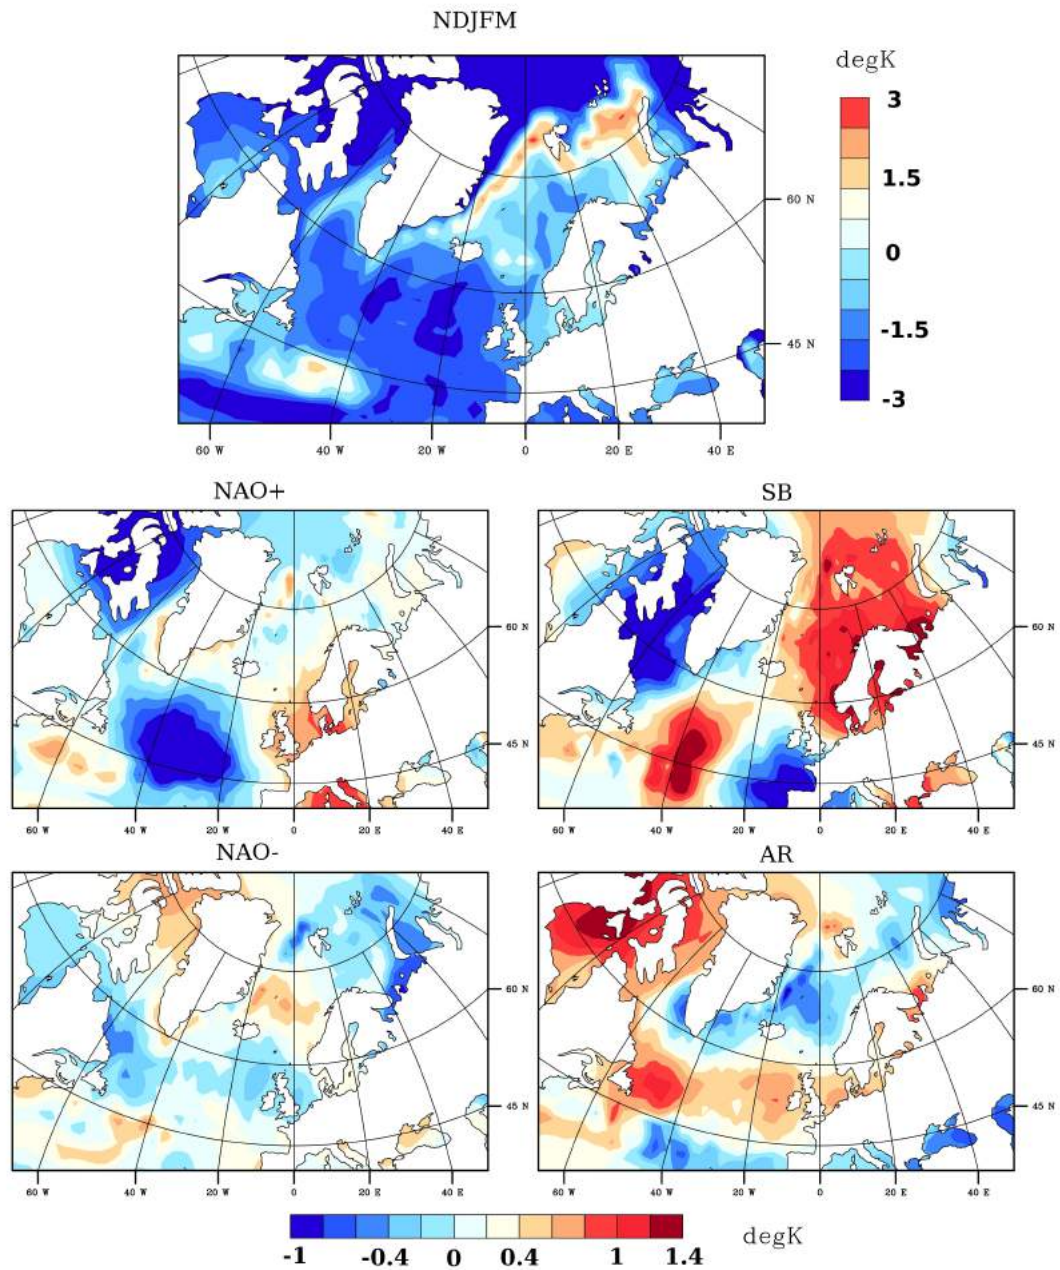 NDJFM
degK
3
1.5
0
-1.5
-3
60 N
45 N
60 W 40 W 20 W 0 20 E 40 E
NAO+ SB
60 N 60 N
45 N 45 N
60 W 40 W 20 W 0 20 E 40 E 60 W 40 W 20 W 0 20 E 40 E
NAO- AR
60 N 60 N
45 N 45 N
60 W 40 W 20 W 0 20 E 40 E 60 W 40 W 20 W 0 20 E 40 E
degK
-1 -0.4 0 0.4 1 1.4